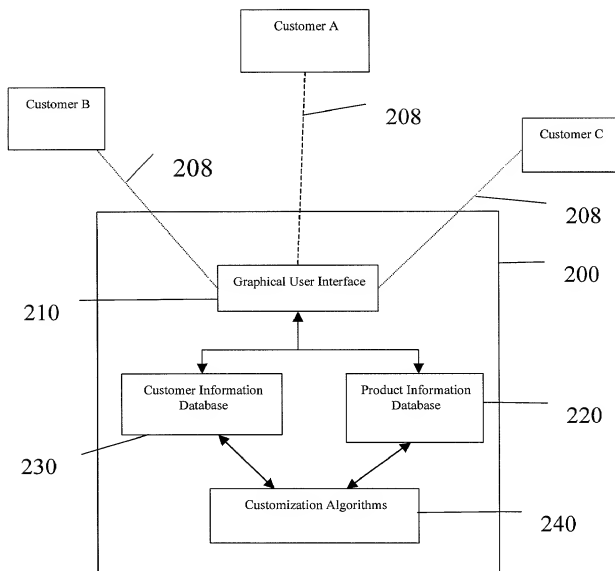 Customer A
Customer B
208
Customer C
208
208
Graphical User Interface
200
210
Customer Information
Database
Product Information
Database
220
230
Customization Algorithms
240